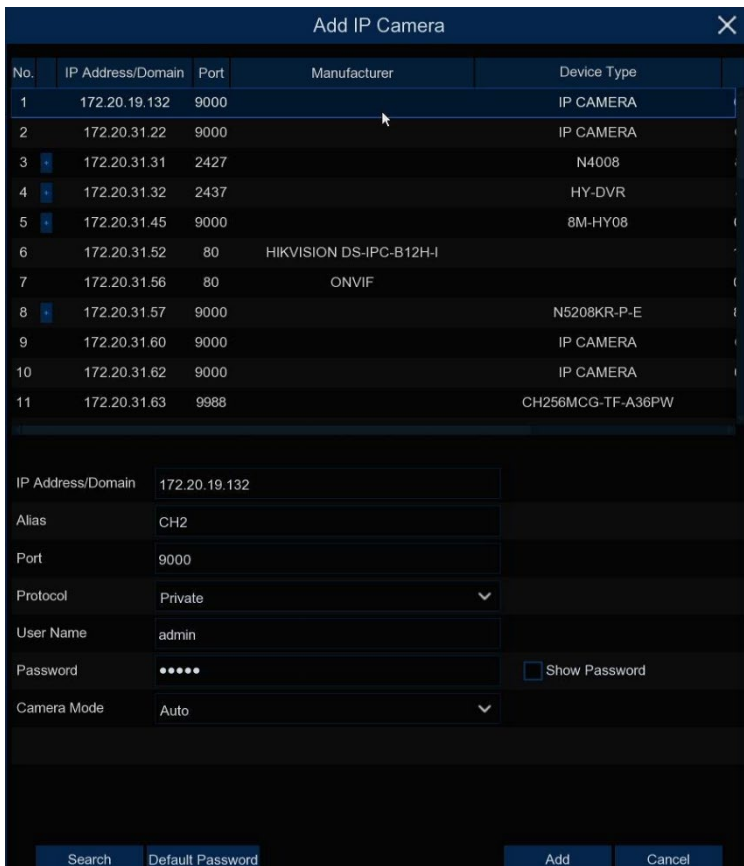 Add IP Camera
No. IP Address/Domain Port Manufacturer Device Type
1 172.20.19.132 9000 IP CAMERA
2 172.20.31.22 9000 IP CAMERA
3 + 172.20.31.31 2427 N4008
4 + 172.20.31.32 2437 HY-DVR
5 + 172.20.31.45 9000 8M-HY08
6 172.20.31.52 80 HIKVISION DS-IPC-B12H-I
7 172.20.31.56 80 ONVIF
8 + 172.20.31.57 9000 N5208KR-P-E
9 172.20.31.60 9000 IP CAMERA
10 172.20.31.62 9000 IP CAMERA
11 172.20.31.63 9988 CH256MCG-TF-A36PW
IP Address/Domain 172.20.19.132
Alias CH2
Port 9000
Protocol Private
User Name admin
Password ••••• Show Password
Camera Mode Auto
Search Default Password Add Cancel